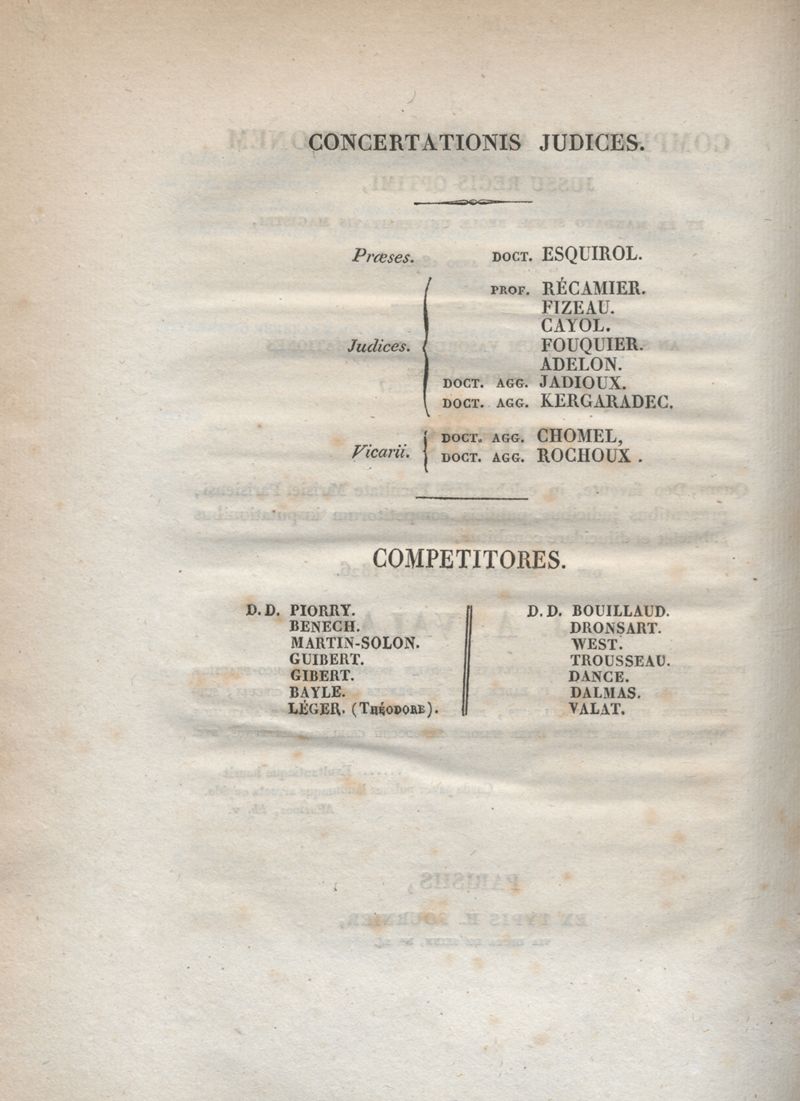 CONCERTATIONIS JUDICES.
Præses. DOCT. ESQUIROL.
PROF. RÉCAMIER.
FIZEAU.
CAYOL.
Judices. FOUQUIER.
ADELON.
DOCT. AGG. JADIOUX.
DOCT. AGG. KERGARADEC.
Vicarii. DOCT. AGG. CHOMEL,
DOCT. AGG. ROCHOUX .
COMPETITORES.
D. D. PIORRY.
BENECH.
MARTIN-SOLON.
GUIBERT.
GIBERT.
BAYLE.
LÉGER. (THÉODORE).
D. D. BOUILLAUD.
DRONSART.
WEST.
TROUSSEAU.
DANCE.
DALMAS.
VALAT.